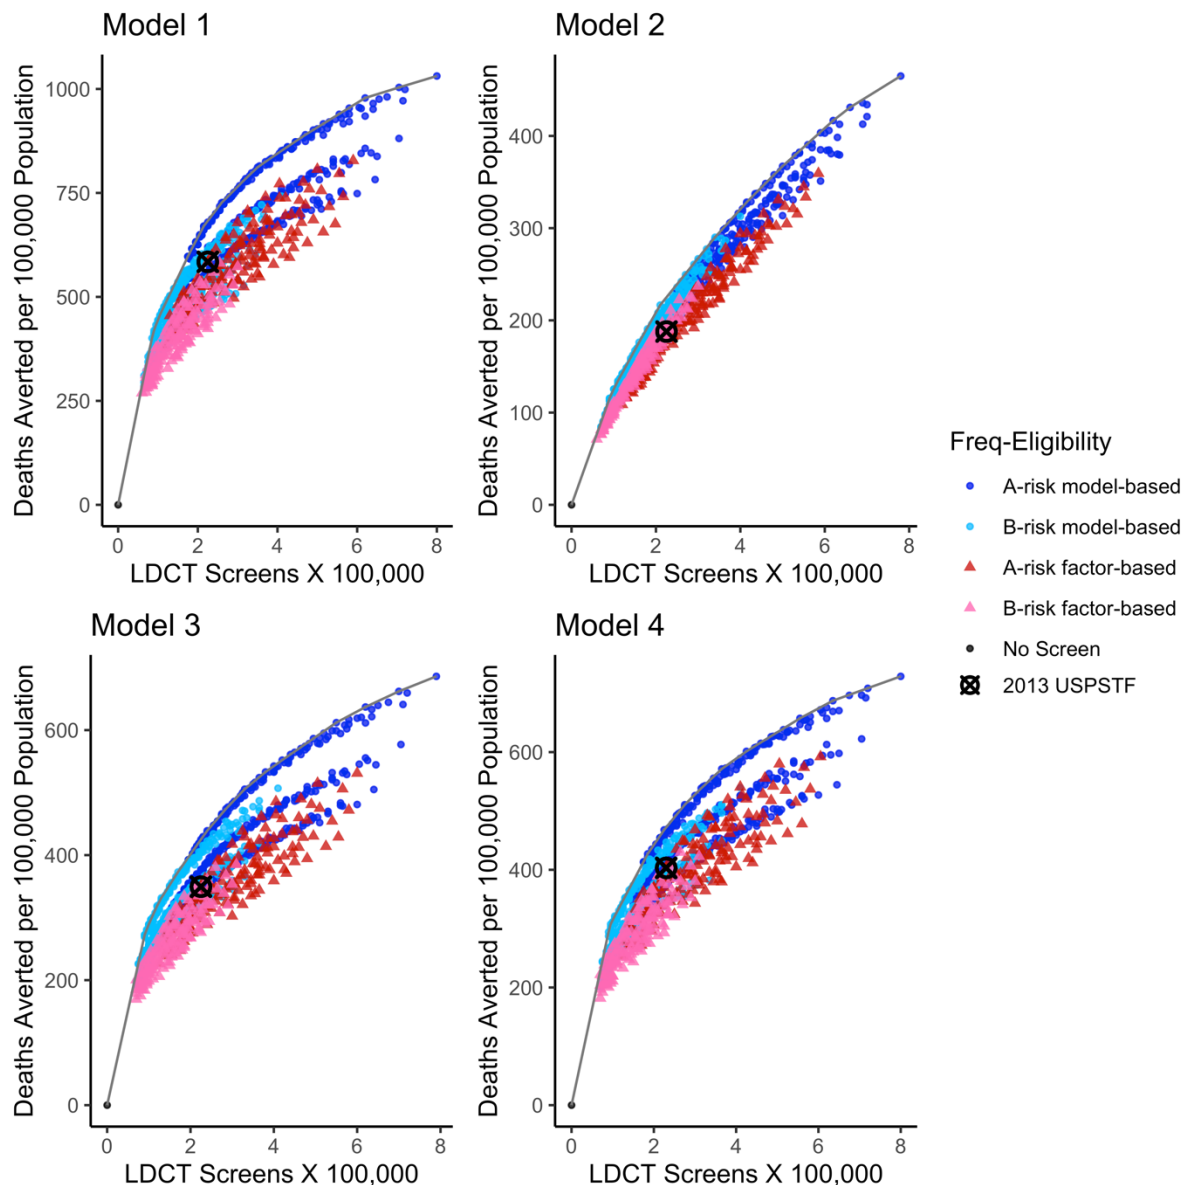 Model 1
Deaths Averted per 100,000 Population
1000
750
500
250
0
0 2 4 6 8
LDCT Screens X 100,000
Model 2
Deaths Averted per 100,000 Population
400
300
200
100
0
0 2 4 6 8
LDCT Screens X 100,000
Freq-Eligibility
A-risk model-based
B-risk model-based
A-risk factor-based
B-risk factor-based
No Screen
2013 USPSTF
Model 3
Deaths Averted per 100,000 Population
600
400
200
0
0 2 4 6 8
LDCT Screens X 100,000
Model 4
Deaths Averted per 100,000 Population
600
400
200
0
0 2 4 6 8
LDCT Screens X 100,000